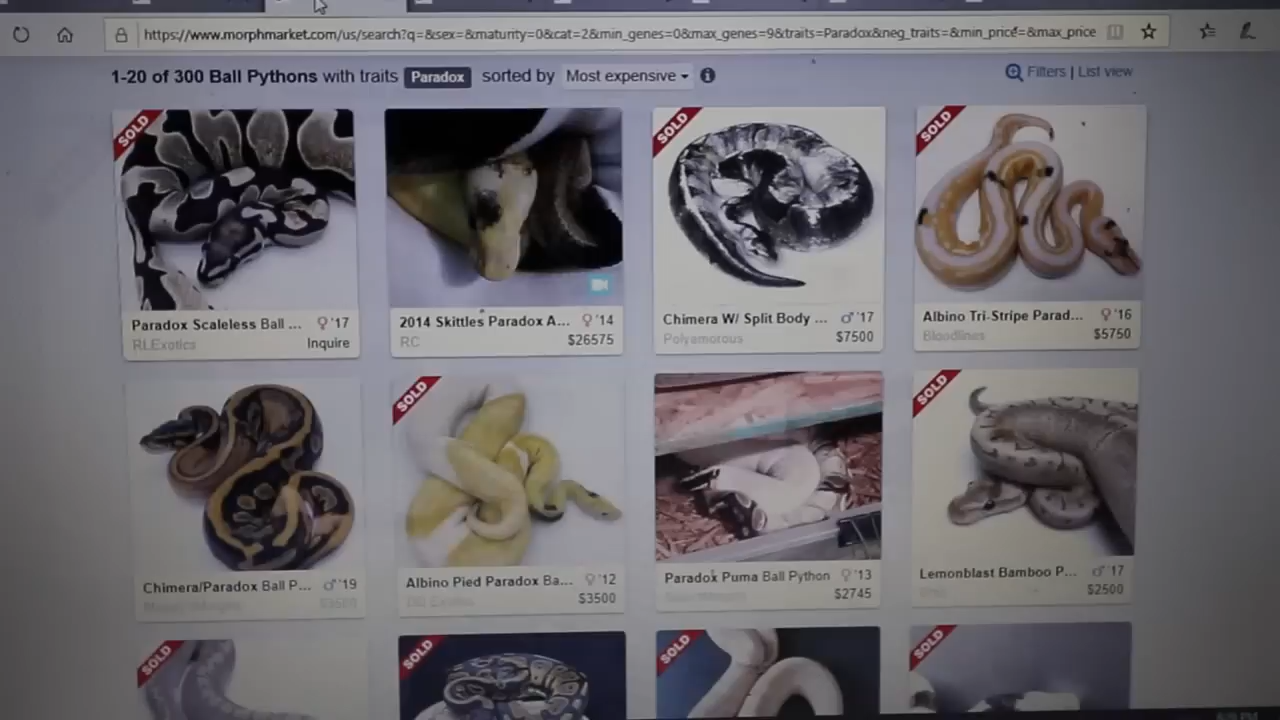 https://www.morphmarket.com/us/search?q=&sex=&maturity=0&cat=2&min_genes=0&max_genes=9&traits=Paradox&neg_traits=&min_price=&max_price
1-20 of 300 Ball Pythons with traits Paradox sorted by Most expensive
Filters | List view
SOLD
SOLD
SOLD
Paradox Scaleless Ball ... ♀'17
RLExotics Inquire
2014 Skittles Paradox A... ♀'14
RC $26575
Chimera W/ Split Body ... ♂'17
Polyamorous $7500
Albino Tri-Stripe Parad... ♀'16
Bloodlines $5750
SOLD
SOLD
Chimera/Paradox Ball P... ♂'19
$3500
Albino Pied Paradox Ba... ♀'12
$3500
Paradox Puma Ball Python ♀'13
$2745
Lemonblast Bamboo P... ♂'17
$2500
SOLD
SOLD
SOLD
SOLD